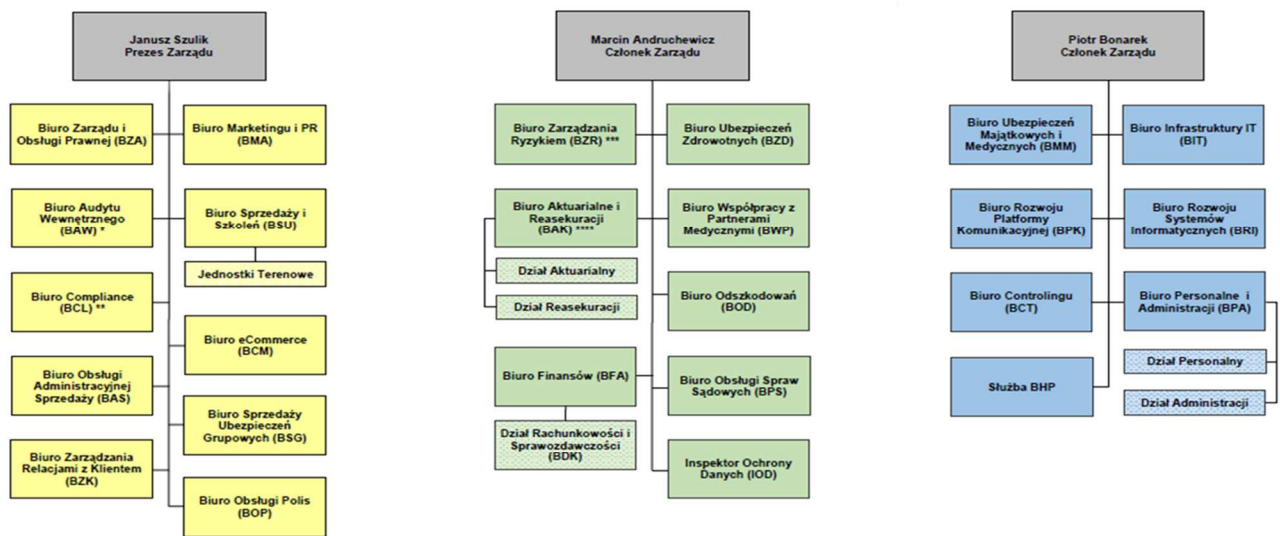 Janusz Szulik
Prezes Zarządu
Biuro Zarządu i
Obsługi Prawnej (BZA)
Biuro Marketingu i PR
(BMA)
Biuro Audytu
Wewnętrznego
(BAW) *
Biuro Sprzedaży i
Szkoleń (BSU)
Jednostki Terenowe
Biuro Compliance
(BCL) **
Biuro eCommerce
(BCM)
Biuro Obsługi
Administracyjnej
Sprzedaży (BAS)
Biuro Sprzedaży
Ubezpieczeń
Grupowych (BSG)
Biuro Zarządzania
Relacjami z Klientem
(BZK)
Biuro Obsługi Polis
(BOP)
Marcin Andruchewicz
Członek Zarządu
Biuro Zarządzania
Ryzykiem (BZR) ***
Biuro Ubezpieczeń
Zdrowotnych (BZD)
Biuro Aktuarialne i
Reasekuracji
(BAK) ****
Biuro Współpracy z
Partnerami
Medycznymi (BWP)
Dział Aktuarialny
Dział Reasekuracji
Biuro Odszkodowań
(BOD)
Biuro Finansów (BFA)
Biuro Obsługi Spraw
Sądowych (BPS)
Dział Rachunkowości i
Sprawozdawczości
(BDK)
Inspektor Ochrony
Danych (IOD)
Piotr Bonarek
Członek Zarządu
Biuro Ubezpieczeń
Majątkowych i
Medycznych (BMM)
Biuro Infrastruktury IT
(BIT)
Biuro Rozwoju
Platformy
Komunikacyjnej (BPK)
Biuro Rozwoju
Systemów
Informatycznych (BRI)
Biuro Controlingu
(BCT)
Biuro Personalne i
Administracji (BPA)
Dział Personalny
Służba BHP
Dział Administracji